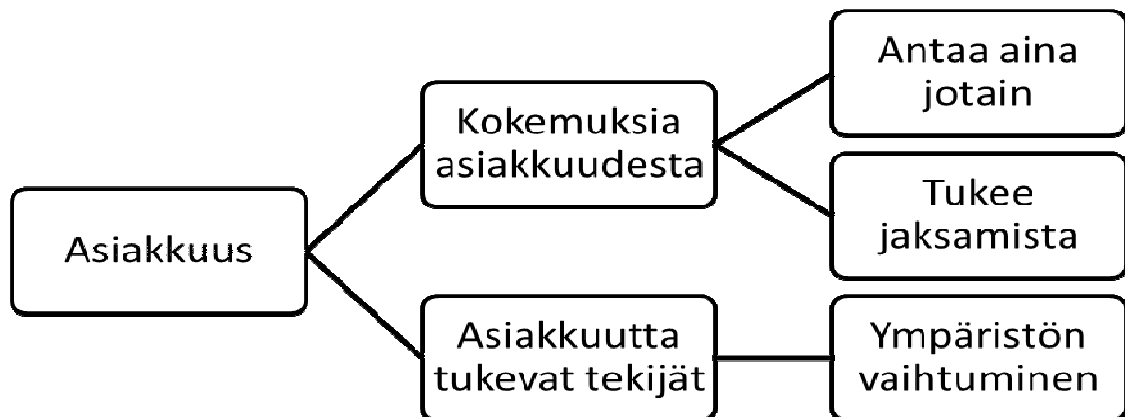 Asiakkuus
Kokemuksia
asiakkuudesta
Antaa aina
jotain
Tukee
jaksamista
Asiakkuutta
tukevat tekijät
Ympäristön
vaihtuminen